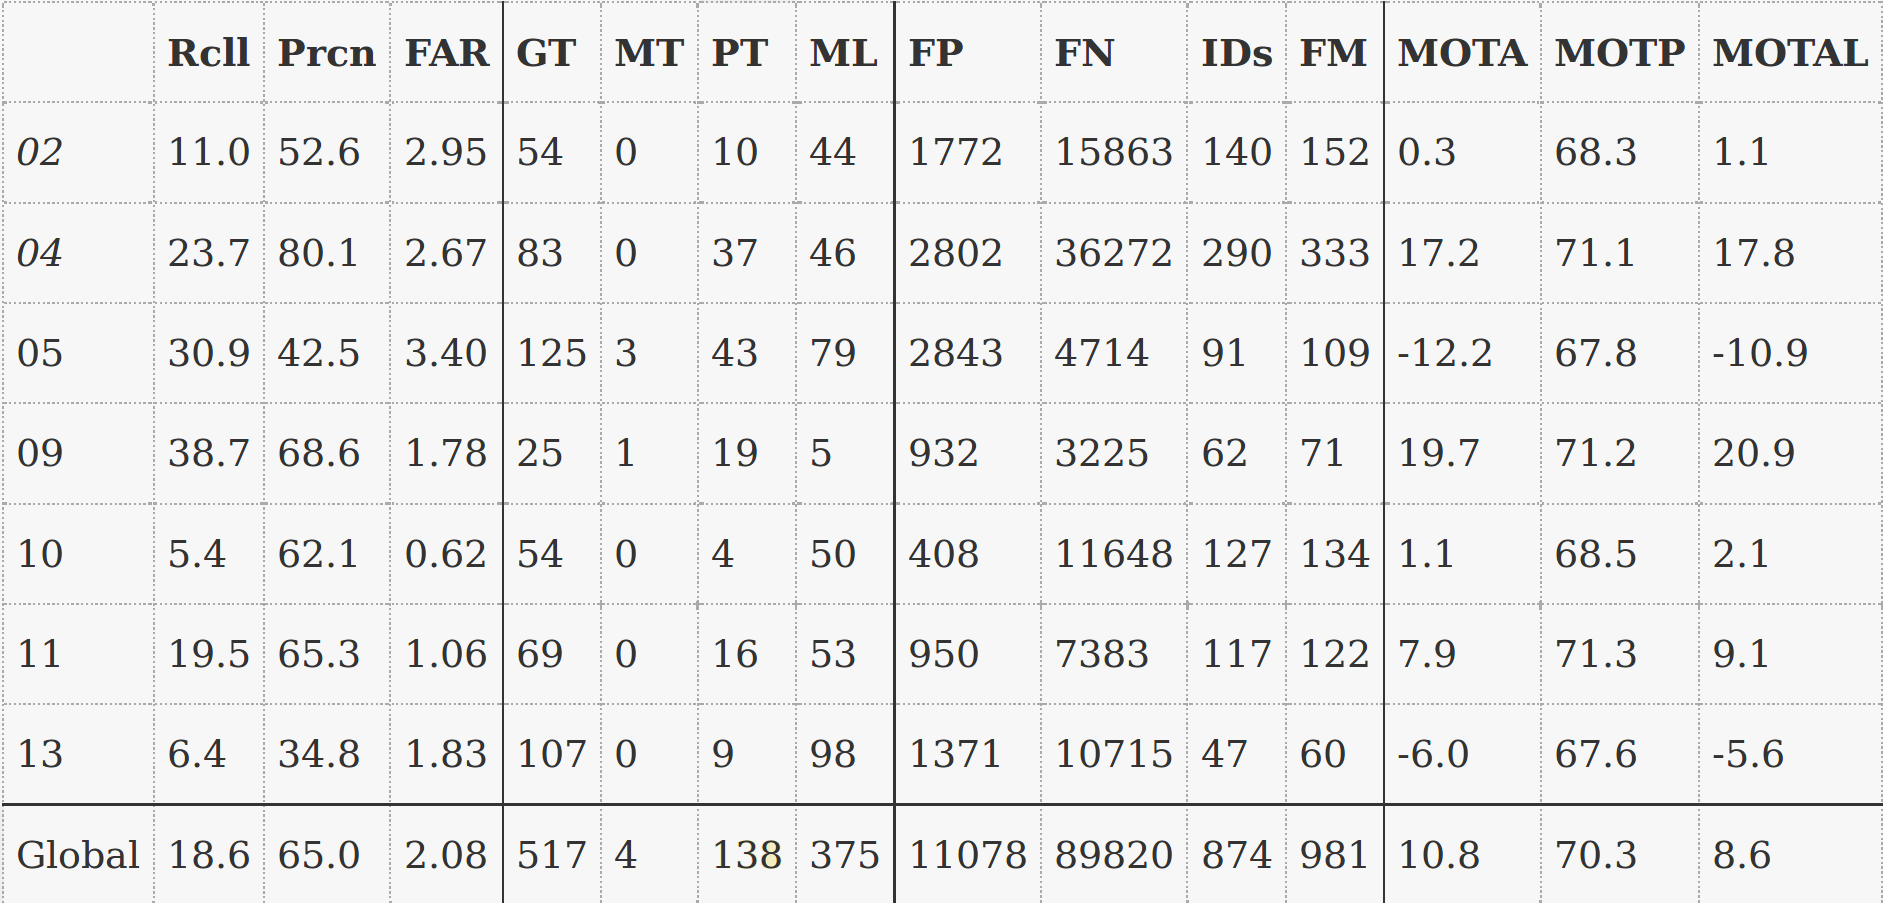 Rcll Prcn FAR GT MT PT ML FP FN IDs FM MOTA MOTP MOTAL
02 11.0 52.6 2.95 54 0 10 44 1772 15863 140 152 0.3 68.3 1.1
04 23.7 80.1 2.67 83 0 37 46 2802 36272 290 333 17.2 71.1 17.8
05 30.9 42.5 3.40 125 3 43 79 2843 4714 91 109 -12.2 67.8 -10.9
09 38.7 68.6 1.78 25 1 19 5 932 3225 62 71 19.7 71.2 20.9
10 5.4 62.1 0.62 54 0 4 50 408 11648 127 134 1.1 68.5 2.1
11 19.5 65.3 1.06 69 0 16 53 950 7383 117 122 7.9 71.3 9.1
13 6.4 34.8 1.83 107 0 9 98 1371 10715 47 60 -6.0 67.6 -5.6
Global 18.6 65.0 2.08 517 4 138 375 11078 89820 874 981 10.8 70.3 8.6